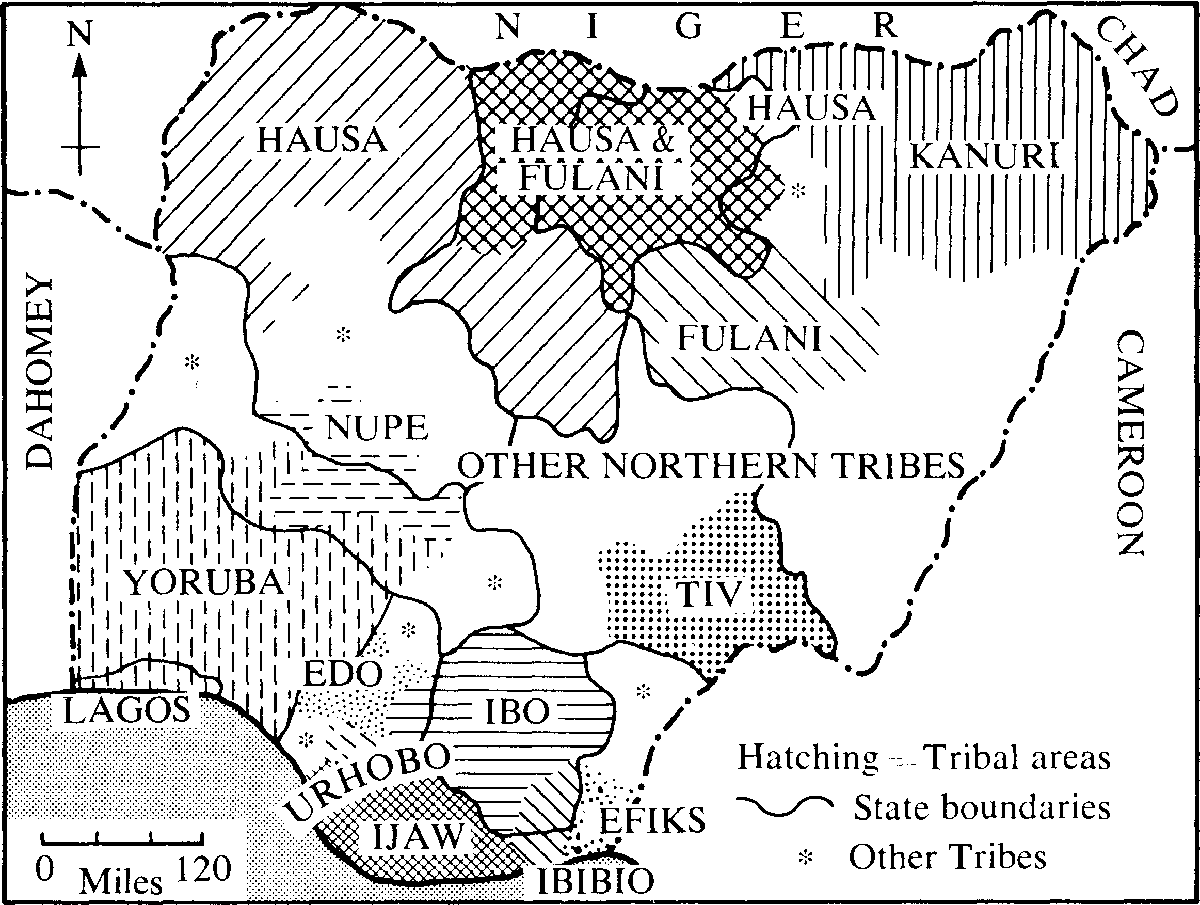 N I G E R
N
CHAD
HAUSA
HAUSA &
FULANI
HAUSA
KANURI
DAHOMEY
FULANI
CAMEROON
NUPE
OTHER NORTHERN TRIBES
YORUBA
TIV
EDO
LAGOS
IBO
URHOBO
IJAW
EFIKS
IBIBIO
Hatching – Tribal areas
State boundaries
* Other Tribes
0 120
Miles